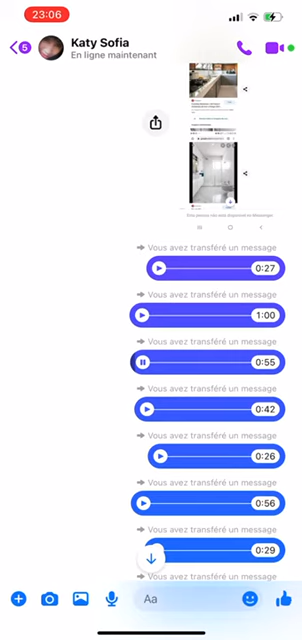 23:06
5
Katy Sofia
En ligne maintenant
Vous avez transféré un message
0:27
Vous avez transféré un message
1:00
Vous avez transféré un message
0:55
Vous avez transféré un message
0:42
Vous avez transféré un message
0:26
Vous avez transféré un message
0:56
Vous avez transféré un message
0:29
Vous avez transféré un message
Aa